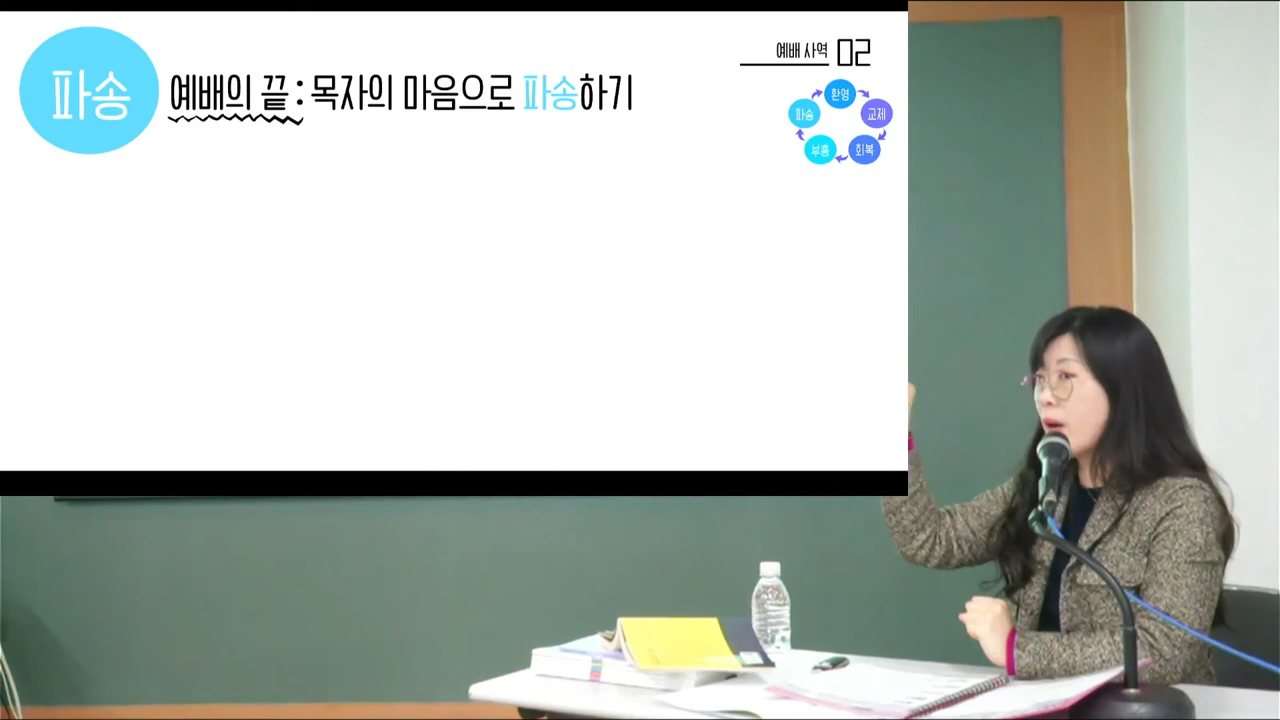 파송
예배의 끝 : 목자의 마음으로 파송하기
예배 사역 02
환영
교제
회복
부흥
파송